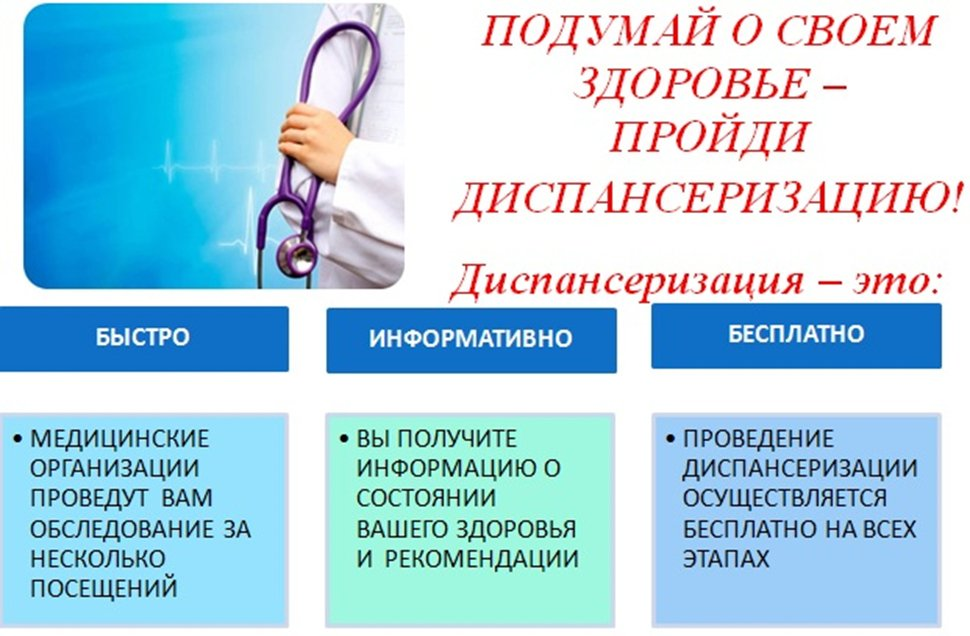 ПОДУМАЙ О СВОЕМ
ЗДОРОВЬЕ –
ПРОЙДИ
ДИСПАНСЕРИЗАЦИЮ!
Диспансеризация – это:
БЫСТРО
• МЕДИЦИНСКИЕ
ОРГАНИЗАЦИИ
ПРОВЕДУТ ВАМ
ОБСЛЕДОВАНИЕ ЗА
НЕСКОЛЬКО
ПОСЕЩЕНИЙ
ИНФОРМАТИВНО
• ВЫ ПОЛУЧИТЕ
ИНФОРМАЦИЮ О
СОСТОЯНИИ
ВАШЕГО ЗДОРОВЬЯ
И РЕКОМЕНДАЦИИ
БЕСПЛАТНО
• ПРОВЕДЕНИЕ
ДИСПАНСЕРИЗАЦИИ
ОСУЩЕСТВЛЯЕТСЯ
БЕСПЛАТНО НА ВСЕХ
ЭТАПАХ